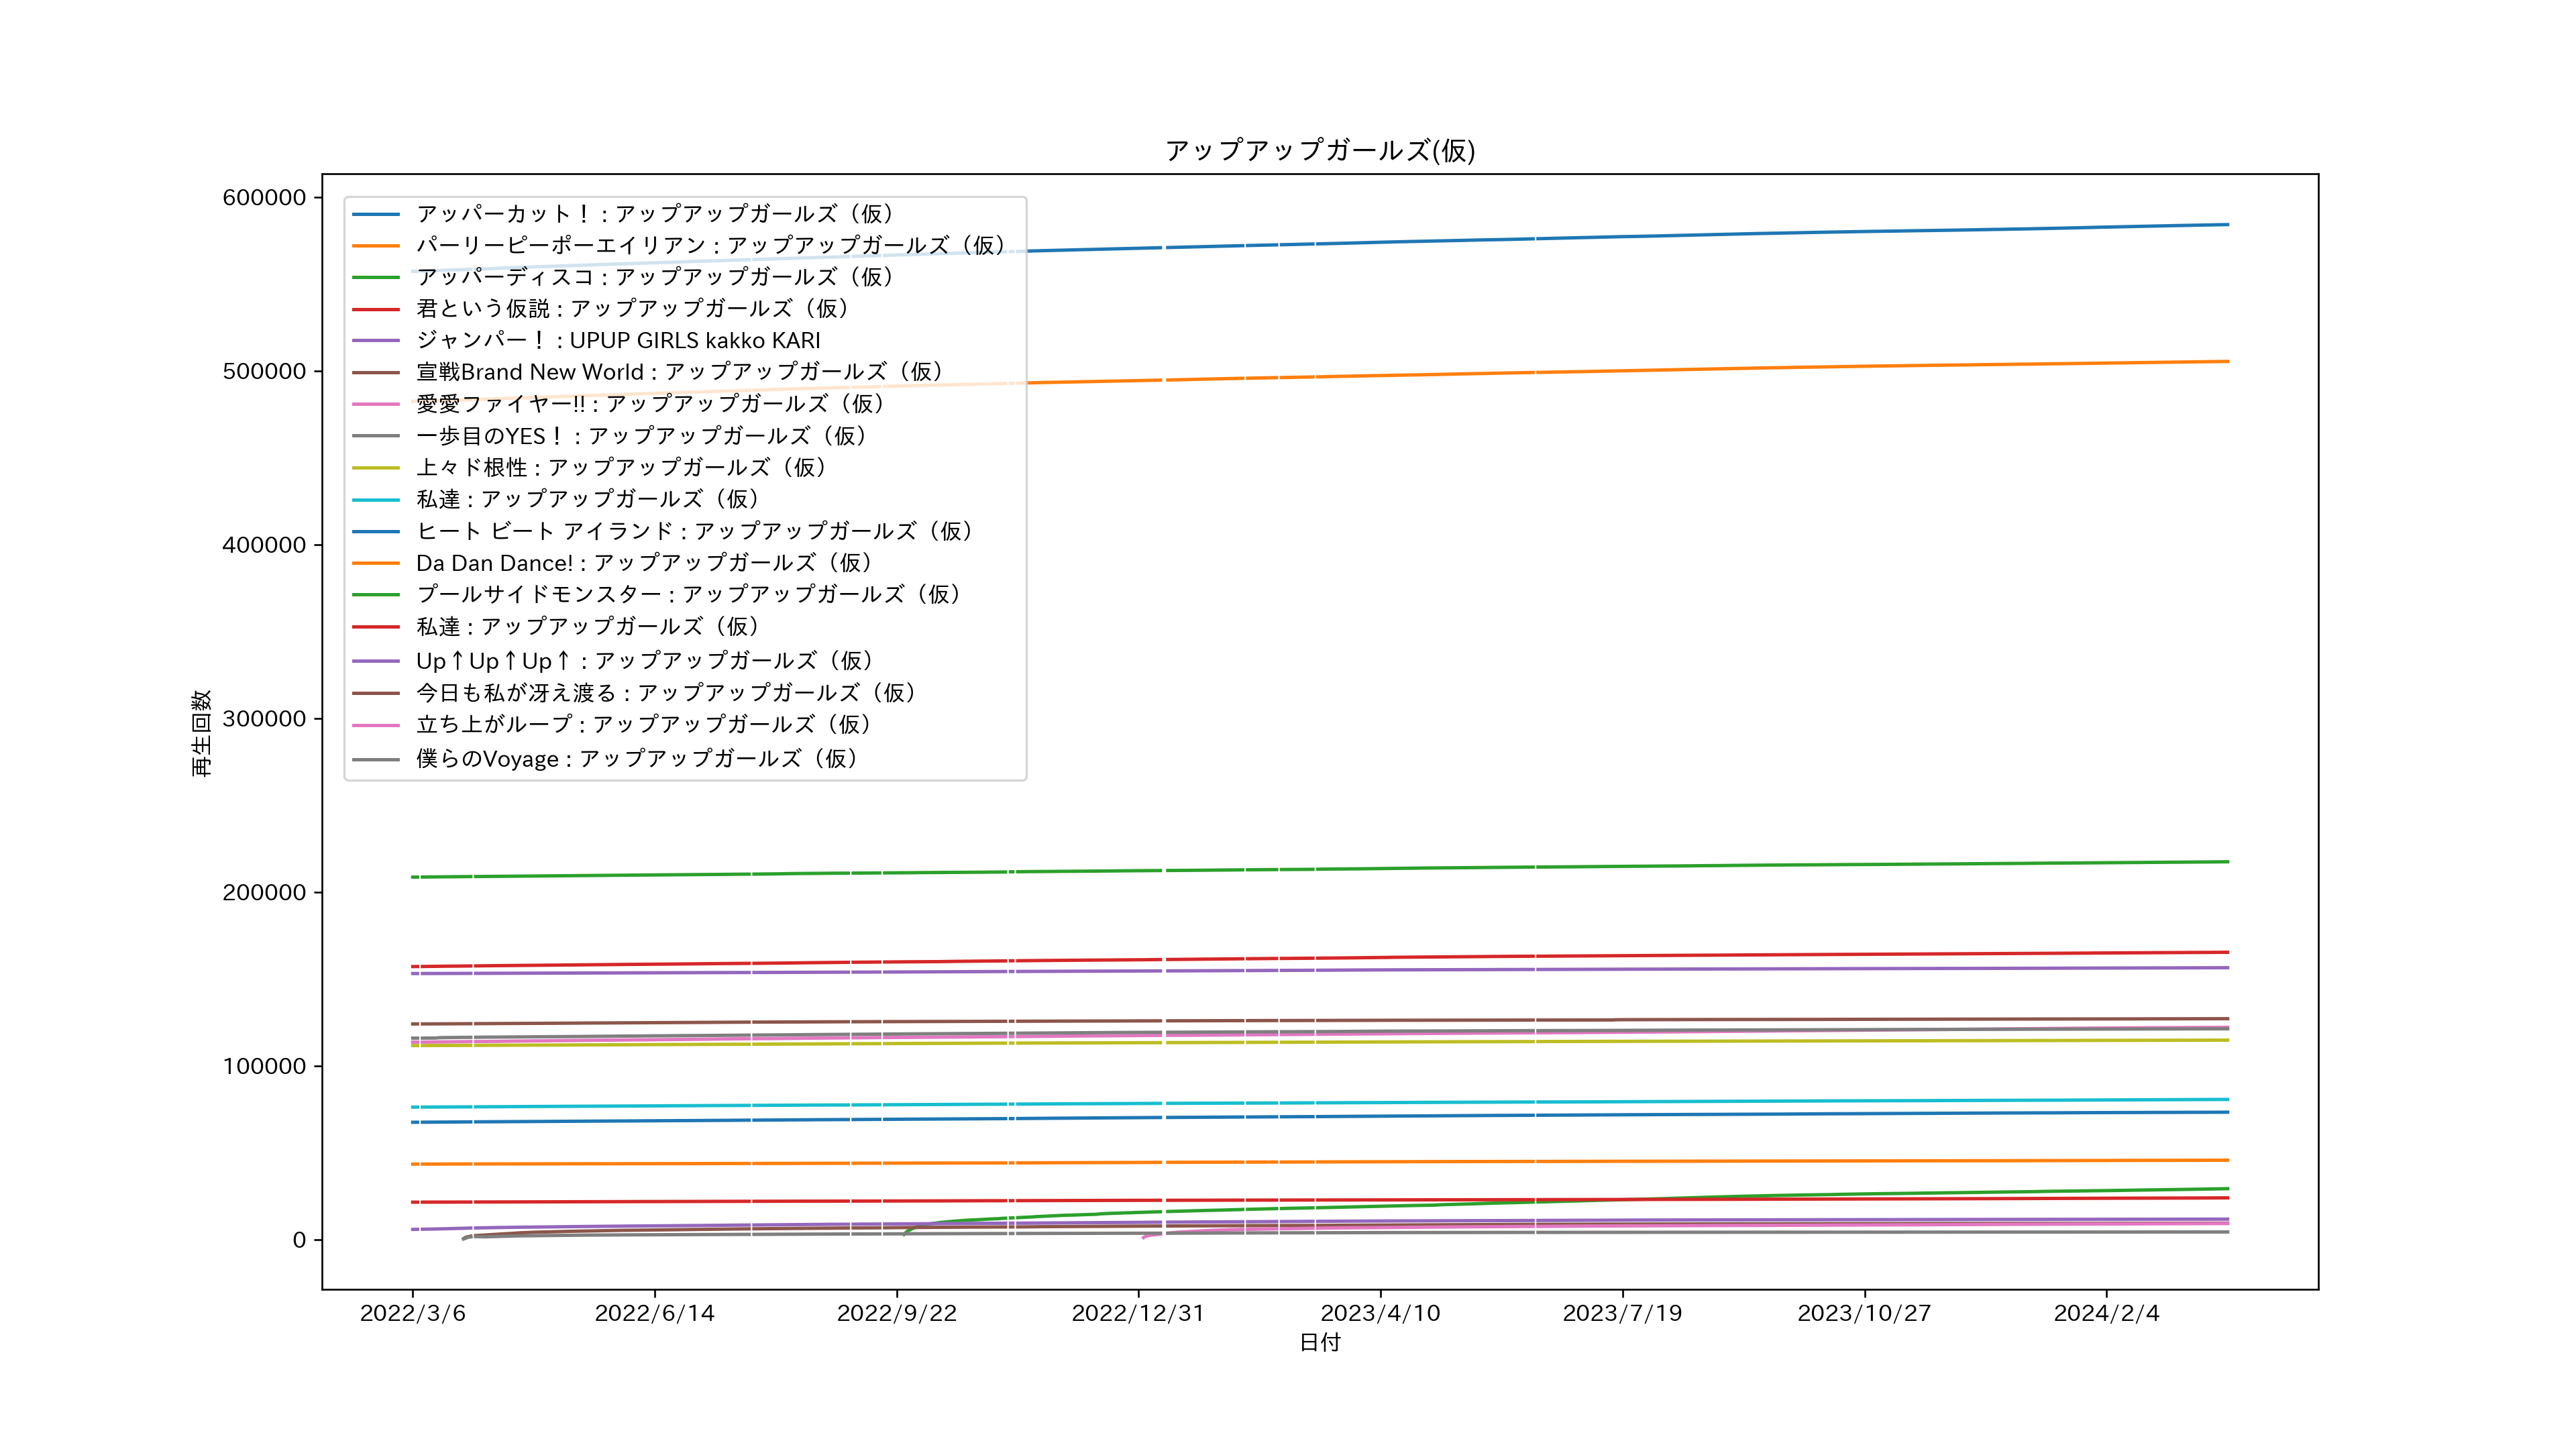 アップアップガールズ(仮)
600000
500000
400000
300000
200000
100000
0
再生回数
アッパーカット！ : アップアップガールズ（仮）
パーリーピーポーエイリアン : アップアップガールズ（仮）
アッパーディスコ : アップアップガールズ（仮）
君という仮説 : アップアップガールズ（仮）
ジャンパー！ : UPUP GIRLS kakko KARI
宣戦Brand New World : アップアップガールズ（仮）
愛愛ファイヤー!! : アップアップガールズ（仮）
一歩目のYES！ : アップアップガールズ（仮）
上々ド根性 : アップアップガールズ（仮）
私達 : アップアップガールズ（仮）
ヒート ビート アイランド : アップアップガールズ（仮）
Da Dan Dance! : アップアップガールズ（仮）
プールサイドモンスター : アップアップガールズ（仮）
私達 : アップアップガールズ（仮）
Up↑Up↑Up↑ : アップアップガールズ（仮）
今日も私が冴え渡る : アップアップガールズ（仮）
立ち上がループ : アップアップガールズ（仮）
僕らのVoyage : アップアップガールズ（仮）
2022/3/6 2022/6/14 2022/9/22 2022/12/31 2023/4/10 2023/7/19 2023/10/27 2024/2/4
日付